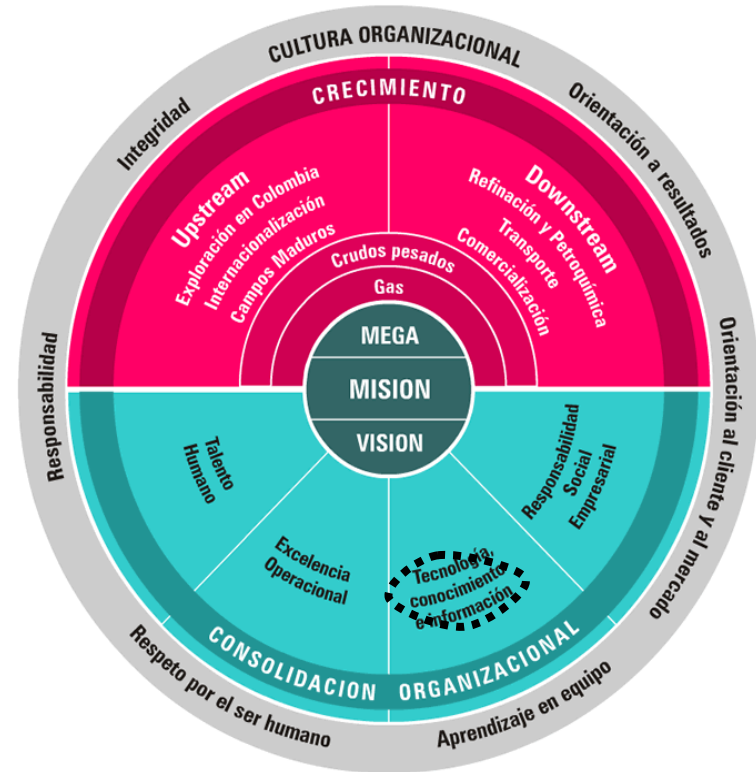 CULTURA ORGANIZACIONAL
Integridad
Orientación a resultados
Responsabilidad
Orientación al cliente y al mercado
Respeto por el ser humano
Aprendizaje en equipo
CRECIMIENTO
Upstream
Exploración en Colombia
Internacionalización
Campos Maduros
Downstream
Refinación y Petroquímica
Transporte
Comercialización
Crudos pesados
Gas
MEGA
MISION
VISION
Talento
Humano
Excelencia
Operacional
Tecnología,
conocimiento
e información
Responsabilidad
Social
Empresarial
CONSOLIDACION ORGANIZACIONAL